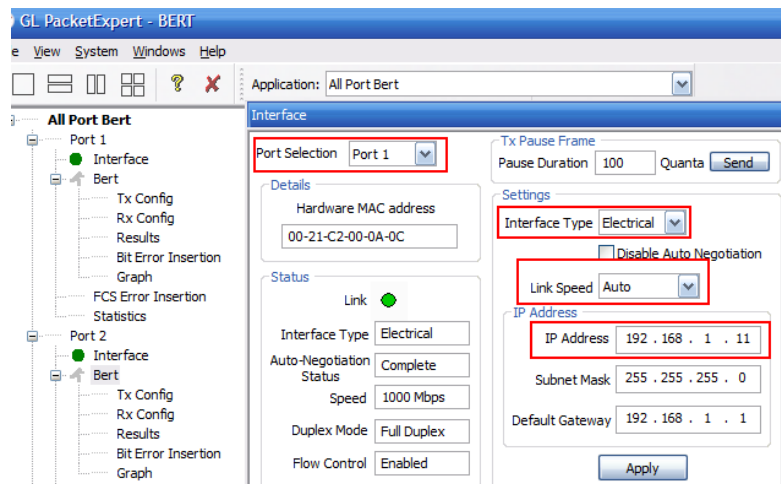 GL PacketExpert - BERT
e View System Windows Help
? Application: All Port Bert
All Port Bert
Port 1
Interface
Bert
Tx Config
Rx Config
Results
Bit Error Insertion
Graph
FCS Error Insertion
Statistics
Port 2
Interface
Bert
Tx Config
Rx Config
Results
Bit Error Insertion
Graph
Interface
Port Selection Port 1
Details
Hardware MAC address
00-21-C2-00-0A-0C
Status
Link
Interface Type Electrical
Auto-Negotiation Status Complete
Speed 1000 Mbps
Duplex Mode Full Duplex
Flow Control Enabled
Tx Pause Frame
Pause Duration 100 Quanta Send
Settings
Interface Type Electrical
Disable Auto Negotiation
Link Speed Auto
IP Address
IP Address 192 . 168 . 1 . 11
Subnet Mask 255 . 255 . 255 . 0
Default Gateway 192 . 168 . 1 . 1
Apply